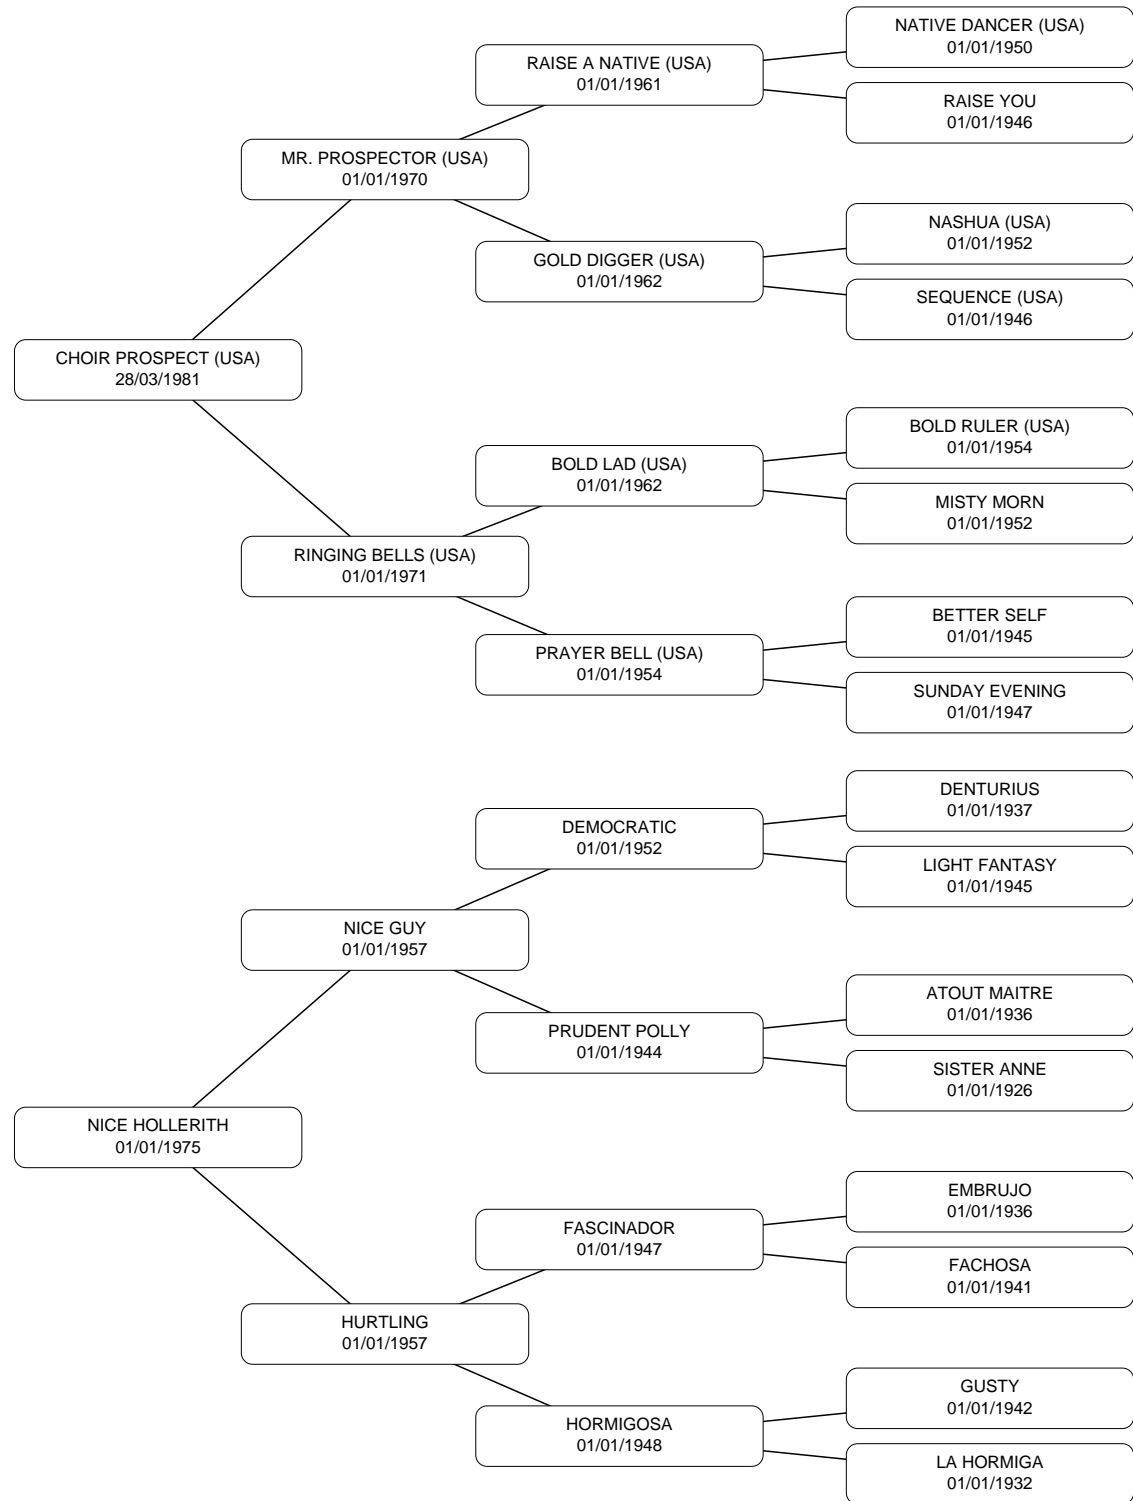 NATIVE DANCER (USA)
01/01/1950
RAISE A NATIVE (USA)
01/01/1961
RAISE YOU
01/01/1946
MR. PROSPECTOR (USA)
01/01/1970
NASHUA (USA)
01/01/1952
GOLD DIGGER (USA)
01/01/1962
SEQUENCE (USA)
01/01/1946
CHOIR PROSPECT (USA)
28/03/1981
BOLD RULER (USA)
01/01/1954
BOLD LAD (USA)
01/01/1962
MISTY MORN
01/01/1952
RINGING BELLS (USA)
01/01/1971
BETTER SELF
01/01/1945
PRAYER BELL (USA)
01/01/1954
SUNDAY EVENING
01/01/1947
DENTURIUS
01/01/1937
DEMOCRATIC
01/01/1952
LIGHT FANTASY
01/01/1945
NICE GUY
01/01/1957
ATOUT MAITRE
01/01/1936
PRUDENT POLLY
01/01/1944
SISTER ANNE
01/01/1926
NICE HOLLERITH
01/01/1975
EMBRUJO
01/01/1936
FASCINADOR
01/01/1947
FACHOSA
01/01/1941
HURTLING
01/01/1957
GUSTY
01/01/1942
HORMIGOSA
01/01/1948
LA HORMIGA
01/01/1932